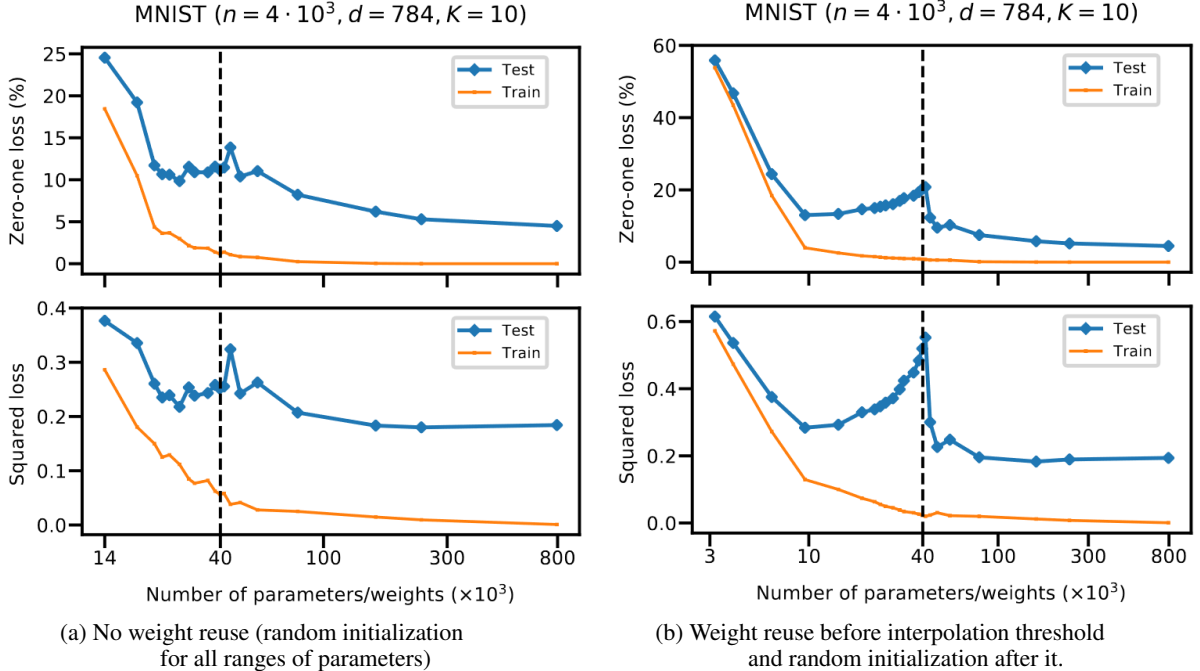 MNIST (n = 4 · 10³, d = 784, K = 10)
Zero-one loss (%)
25
20
15
10
5
0
Test
Train
Squared loss
0.4
0.3
0.2
0.1
0.0
Test
Train
14 40 100 300 800
Number of parameters/weights (×10³)
(a) No weight reuse (random initialization
for all ranges of parameters)
MNIST (n = 4 · 10³, d = 784, K = 10)
Zero-one loss (%)
60
40
20
0
Test
Train
Squared loss
0.6
0.4
0.2
0.0
Test
Train
3 10 40 100 300 800
Number of parameters/weights (×10³)
(b) Weight reuse before interpolation threshold
and random initialization after it.